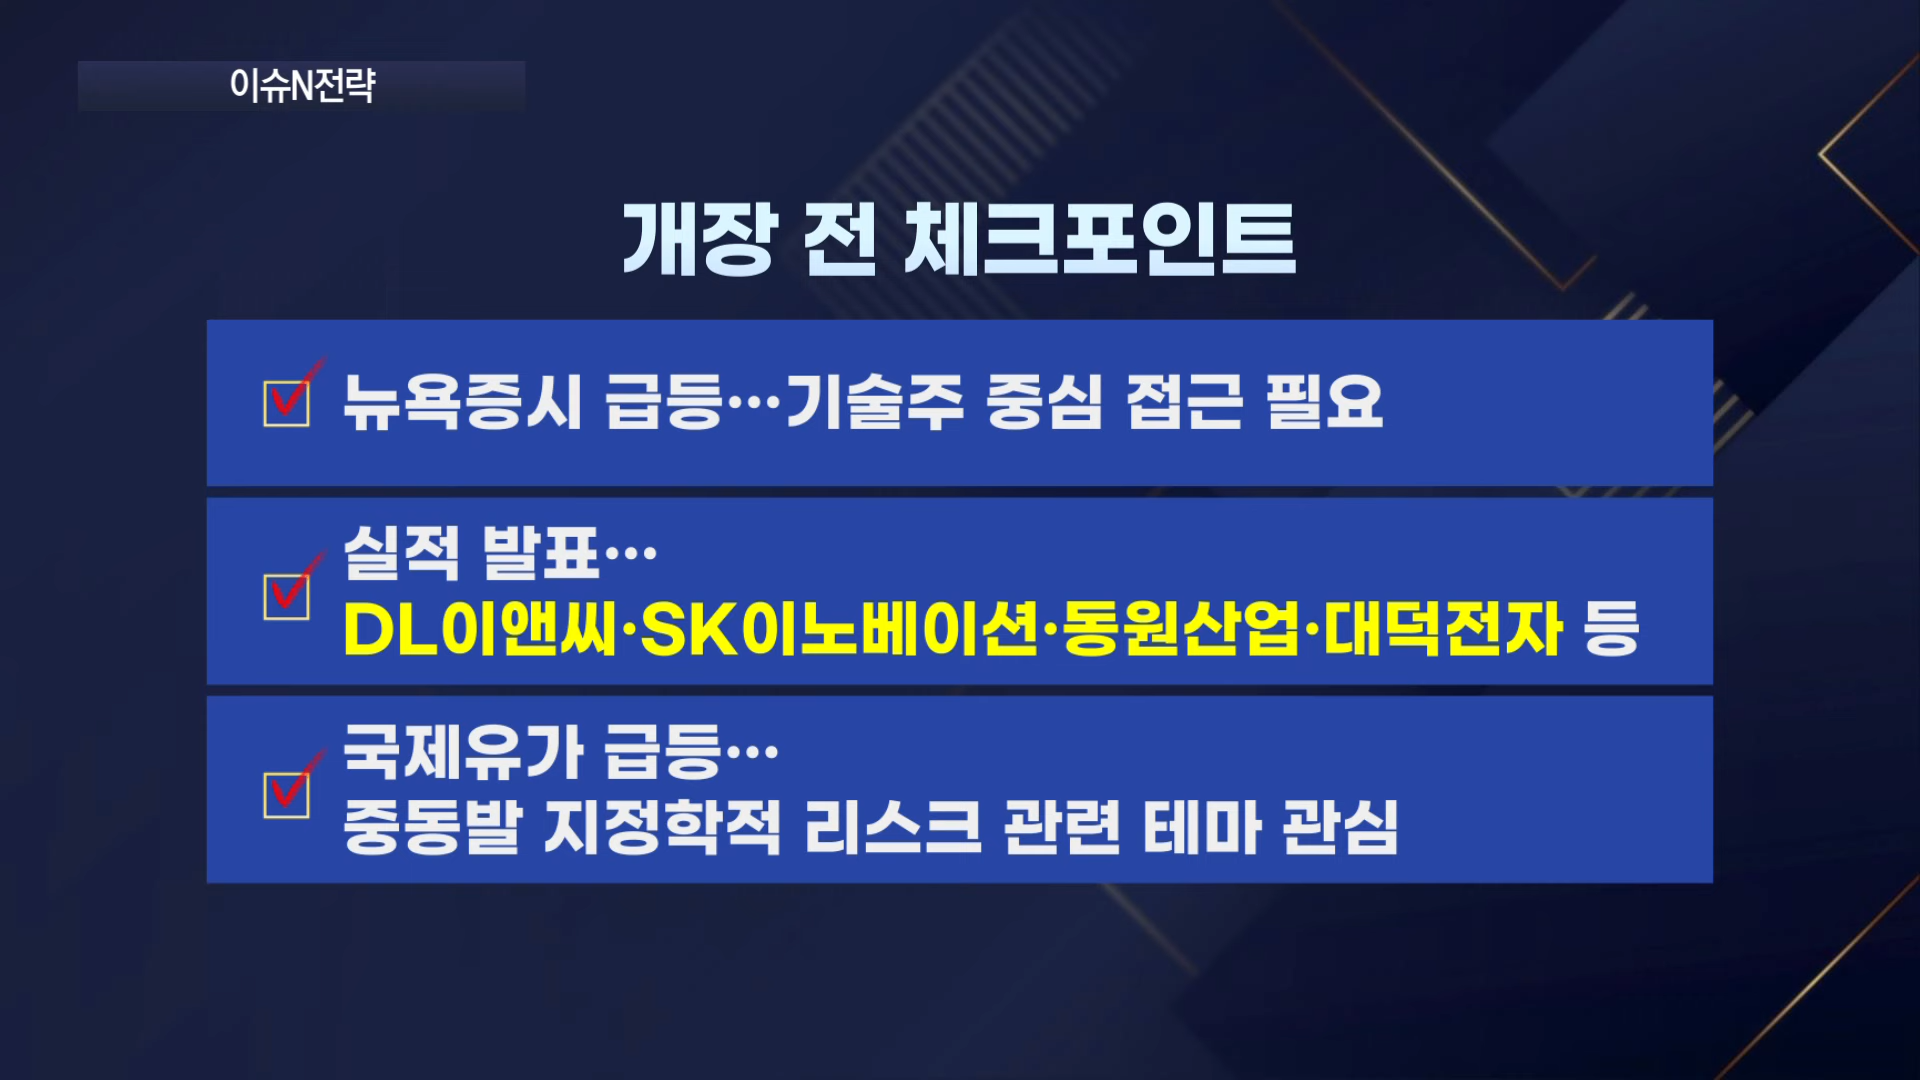 이슈N전략
개장 전 체크포인트
뉴욕증시 급등…기술주 중심 접근 필요
실적 발표…
DL이앤씨·SK이노베이션·동원산업·대덕전자 등
국제유가 급등…
중동발 지정학적 리스크 관련 테마 관심